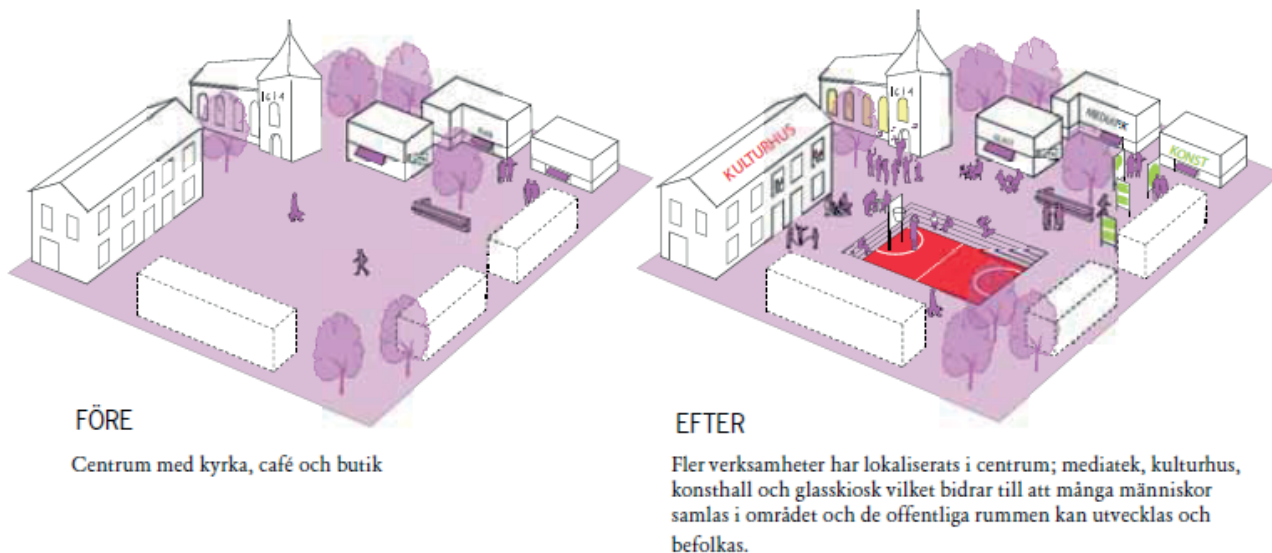 1614
FÖRE
Centrum med kyrka, café och butik
1614
KULTURHUS
MEDIATEK
KONST
EFTER
Fler verksamheter har lokaliserats i centrum; mediatek, kulturhus,
konsthall och glasskiosk vilket bidrar till att många människor
samlas i området och de offentliga rummen kan utvecklas och
befolkas.